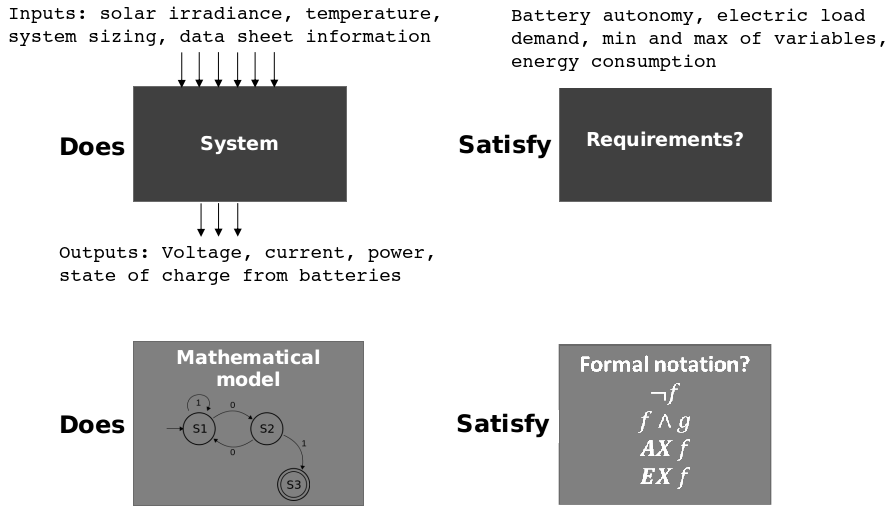 Inputs: solar irradiance, temperature,
system sizing, data sheet information
Battery autonomy, electric load
demand, min and max of variables,
energy consumption
Does
System
Satisfy
Requirements?
Outputs: Voltage, current, power,
state of charge from batteries
Does
Mathematical
model
1
0
S1
S2
0
1
S3
Satisfy
Formal notation?
¬f
f ∧ g
AX f
EX f